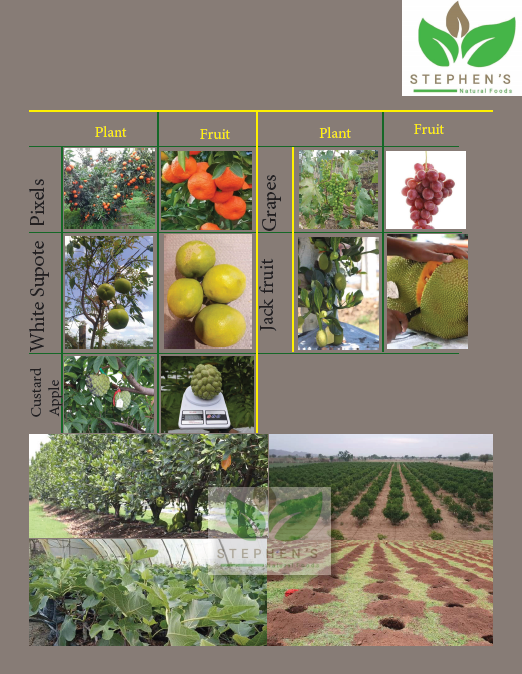 STEPHEN'S
Natural Foods
Plant
Fruit
Plant
Fruit
Pixels
Grapes
White Supote
Jack fruit
Custard
Apple
STEPHEN'S